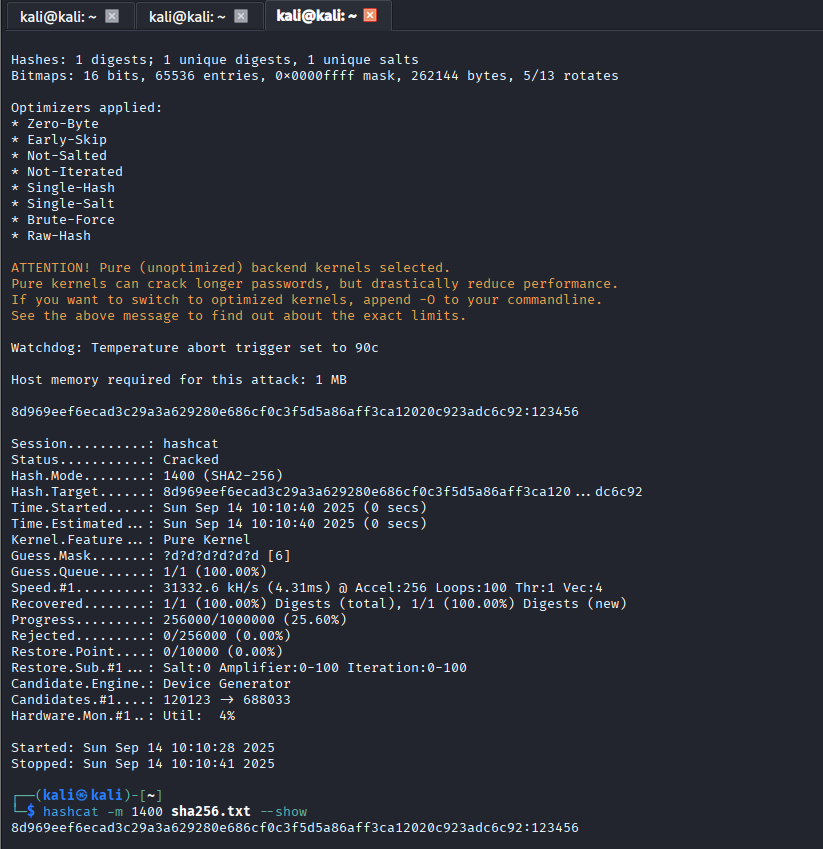 kali@kali: ~ kali@kali: ~ kali@kali: ~
Hashes: 1 digests; 1 unique digests, 1 unique salts
Bitmaps: 16 bits, 65536 entries, 0×0000ffff mask, 262144 bytes, 5/13 rotates
Optimizers applied:
* Zero-Byte
* Early-Skip
* Not-Salted
* Not-Iterated
* Single-Hash
* Single-Salt
* Brute-Force
* Raw-Hash
ATTENTION! Pure (unoptimized) backend kernels selected.
Pure kernels can crack longer passwords, but drastically reduce performance.
If you want to switch to optimized kernels, append -O to your commandline.
See the above message to find out about the exact limits.
Watchdog: Temperature abort trigger set to 90c
Host memory required for this attack: 1 MB
8d969eef6ecad3c29a3a629280e686cf0c3f5d5a86aff3ca12020c923adc6c92:123456
Session..........: hashcat
Status...........: Cracked
Hash.Mode........: 1400 (SHA2-256)
Hash.Target......: 8d969eef6ecad3c29a3a629280e686cf0c3f5d5a86aff3ca120...dc6c92
Time.Started.....: Sun Sep 14 10:10:40 2025 (0 secs)
Time.Estimated...: Sun Sep 14 10:10:40 2025 (0 secs)
Kernel.Feature...: Pure Kernel
Guess.Mask.......: ?d?d?d?d?d?d [6]
Guess.Queue......: 1/1 (100.00%)
Speed.#1.........: 31332.6 kH/s (4.31ms) @ Accel:256 Loops:100 Thr:1 Vec:4
Recovered........: 1/1 (100.00%) Digests (total), 1/1 (100.00%) Digests (new)
Progress.........: 256000/1000000 (25.60%)
Rejected.........: 0/256000 (0.00%)
Restore.Point....: 0/10000 (0.00%)
Restore.Sub.#1...: Salt:0 Amplifier:0-100 Iteration:0-100
Candidate.Engine.: Device Generator
Candidates.#1....: 120123 → 688033
Hardware.Mon.#1..: Util:  4%
Started: Sun Sep 14 10:10:28 2025
Stopped: Sun Sep 14 10:10:41 2025
┌──(kali㉿kali)-[~]
└─$ hashcat -m 1400 sha256.txt --show
8d969eef6ecad3c29a3a629280e686cf0c3f5d5a86aff3ca12020c923adc6c92:123456